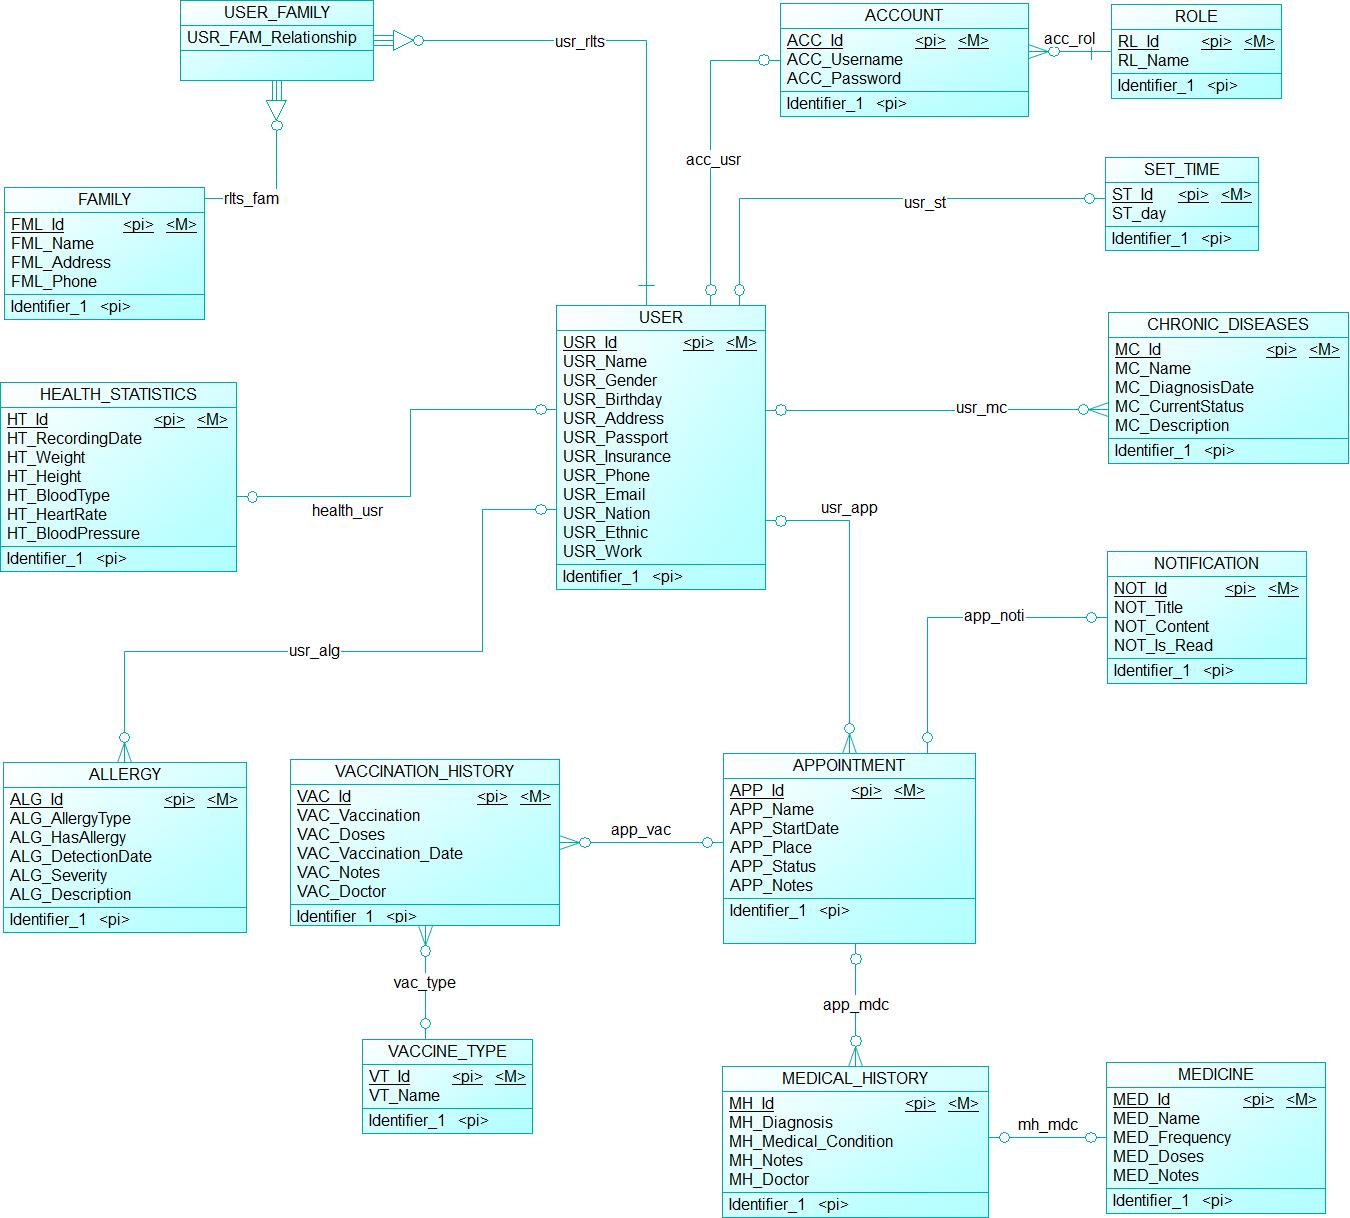 USER_FAMILY
USR_FAM_Relationship
usr_rlts
ACCOUNT
ACC_Id <pi> <M>
ACC_Username
ACC_Password
Identifier_1 <pi>
acc_rol
ROLE
RL_Id <pi> <M>
RL_Name
Identifier_1 <pi>
acc_usr
SET_TIME
ST_Id <pi> <M>
ST_day
Identifier_1 <pi>
usr_st
FAMILY
FML_Id <pi> <M>
FML_Name
FML_Address
FML_Phone
Identifier_1 <pi>
rlts_fam
USER
USR_Id <pi> <M>
USR_Name
USR_Gender
USR_Birthday
USR_Address
USR_Passport
USR_Insurance
USR_Phone
USR_Email
USR_Nation
USR_Ethnic
USR_Work
Identifier_1 <pi>
CHRONIC_DISEASES
MC_Id <pi> <M>
MC_Name
MC_DiagnosisDate
MC_CurrentStatus
MC_Description
Identifier_1 <pi>
usr_mc
HEALTH_STATISTICS
HT_Id <pi> <M>
HT_RecordingDate
HT_Weight
HT_Height
HT_BloodType
HT_HeartRate
HT_BloodPressure
Identifier_1 <pi>
health_usr
usr_app
NOTIFICATION
NOT_Id <pi> <M>
NOT_Title
NOT_Content
NOT_Is_Read
Identifier_1 <pi>
app_noti
usr_alg
ALLERGY
ALG_Id <pi> <M>
ALG_AllergyType
ALG_HasAllergy
ALG_DetectionDate
ALG_Severity
ALG_Description
Identifier_1 <pi>
VACCINATION_HISTORY
VAC_Id <pi> <M>
VAC_Vaccination
VAC_Doses
VAC_Vaccination_Date
VAC_Notes
VAC_Doctor
Identifier_1 <pi>
app_vac
APPOINTMENT
APP_Id <pi> <M>
APP_Name
APP_StartDate
APP_Place
APP_Status
APP_Notes
Identifier_1 <pi>
vac_type
app_mdc
VACCINE_TYPE
VT_Id <pi> <M>
VT_Name
Identifier_1 <pi>
MEDICAL_HISTORY
MH_Id <pi> <M>
MH_Diagnosis
MH_Medical_Condition
MH_Notes
MH_Doctor
Identifier_1 <pi>
mh_mdc
MEDICINE
MED_Id <pi> <M>
MED_Name
MED_Frequency
MED_Doses
MED_Notes
Identifier_1 <pi>